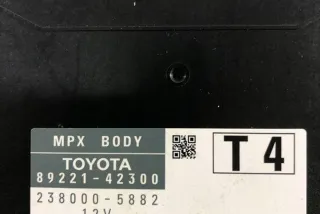 MPX BODY
TOYOTA
89221-42300
238000-5882
12V
T4